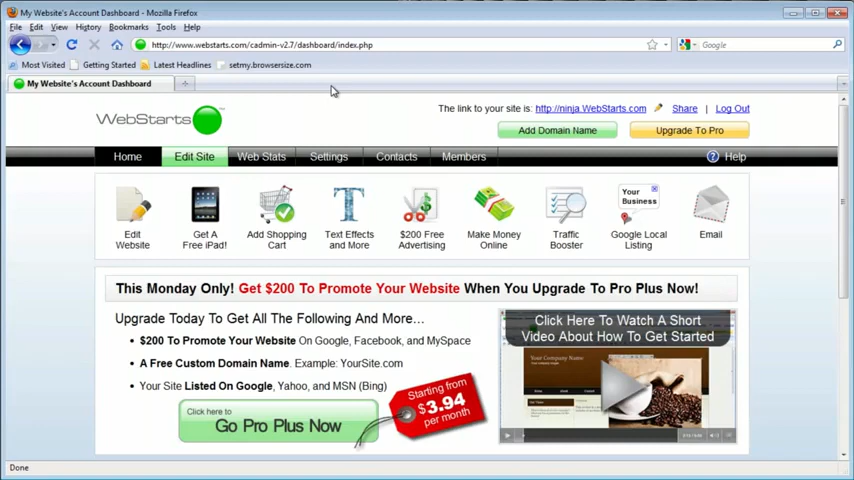 My Website's Account Dashboard - Mozilla Firefox
File Edit View History Bookmarks Tools Help
http://www.webstarts.com/cadmin-v2.7/dashboard/index.php
Google
Most Visited Getting Started Latest Headlines setmy.browsersize.com
My Website's Account Dashboard
The link to your site is: http://ninja.WebStarts.com Share | Log Out
WEBSTARTS
Add Domain Name Upgrade To Pro
Home Edit Site Web Stats Settings Contacts Members Help
Your
Business
Edit
Website
Get A
Free iPad!
Add Shopping
Cart
Text Effects
and More
$200 Free
Advertising
Make Money
Online
Traffic
Booster
Google Local
Listing
Email
This Monday Only! Get $200 To Promote Your Website When You Upgrade To Pro Plus Now!
Upgrade Today To Get All The Following And More...
• $200 To Promote Your Website On Google, Facebook, and MySpace
• A Free Custom Domain Name. Example: YourSite.com
• Your Site Listed On Google, Yahoo, and MSN (Bing)
Click here to
Go Pro Plus Now
Starting from
$3.94
per month
Click Here To Watch A Short
Video About How To Get Started
Your Company Name
Done